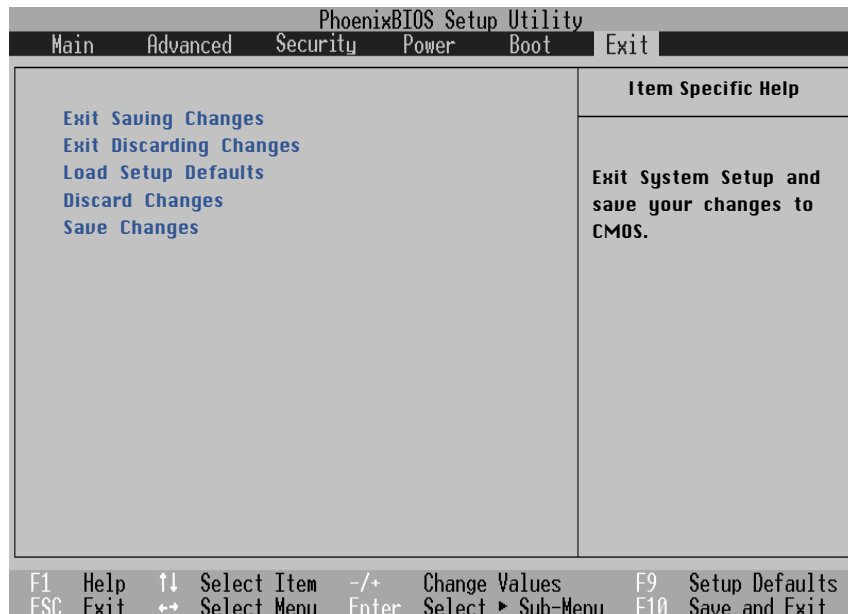 PhoenixBIOS Setup Utility
Main Advanced Security Power Boot Exit
Item Specific Help
Exit Saving Changes
Exit Discarding Changes
Load Setup Defaults
Discard Changes
Save Changes
Exit System Setup and
save your changes to
CMOS.
F1 Help ↑↓ Select Item -/+ Change Values F9 Setup Defaults
ESC Exit ←→ Select Menu Enter Select ▶ Sub-Menu F10 Save and Exit